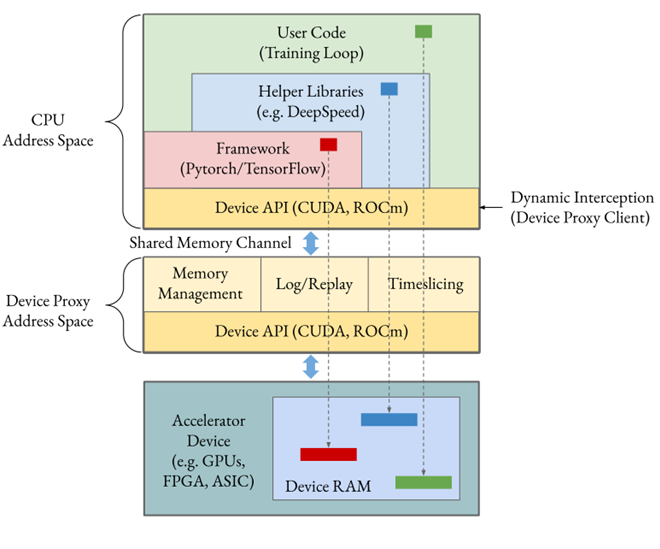 User Code
(Training Loop)
Helper Libraries
(e.g. DeepSpeed)
CPU
Address Space
Framework
(Pytorch/TensorFlow)
Device API (CUDA, ROCm)
Dynamic Interception
(Device Proxy Client)
Shared Memory Channel
Memory
Management
Log/Replay
Timeslicing
Device Proxy
Address Space
Device API (CUDA, ROCm)
Accelerator
Device
(e.g. GPUs,
FPGA, ASIC)
Device RAM